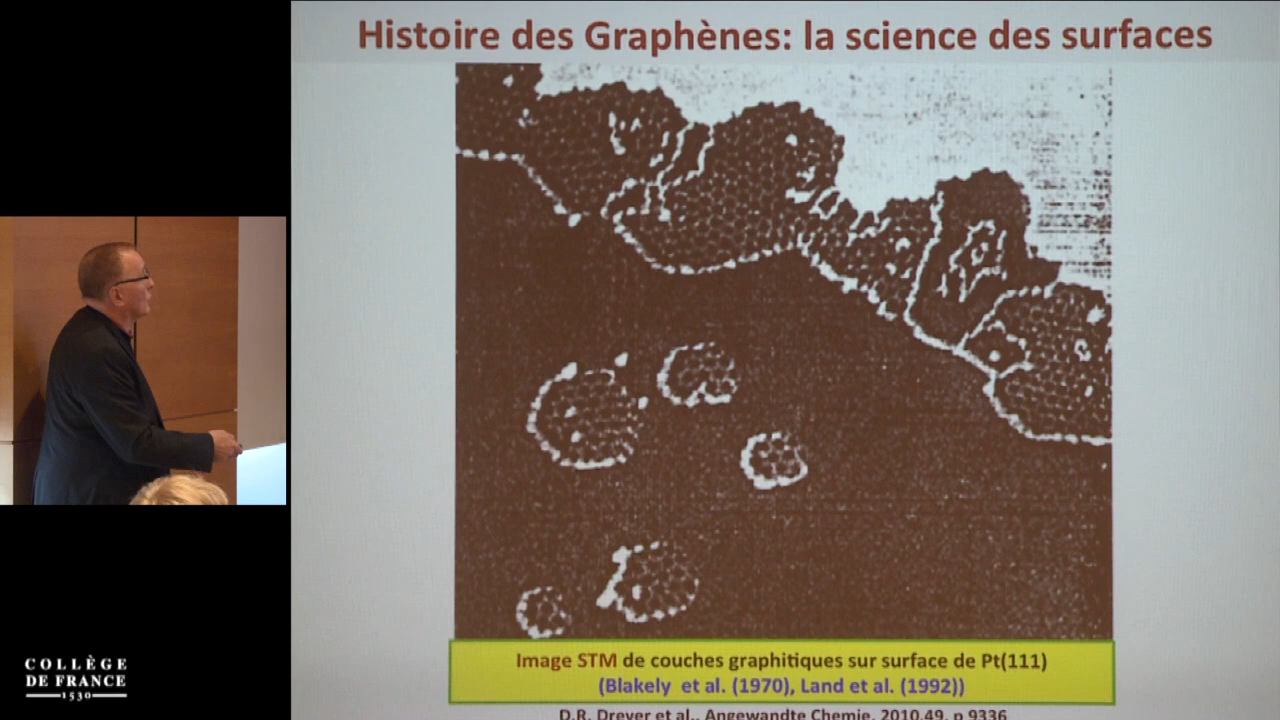 Histoire des Graphènes: la science des surfaces
Image STM de couches graphitiques sur surface de Pt(111)
(Blakely et al. (1970), Land et al. (1992))
D.R. Dreyer et al., Angewandte Chemie, 2010,49, p 9336
COLLÈGE
DE FRANCE
1530